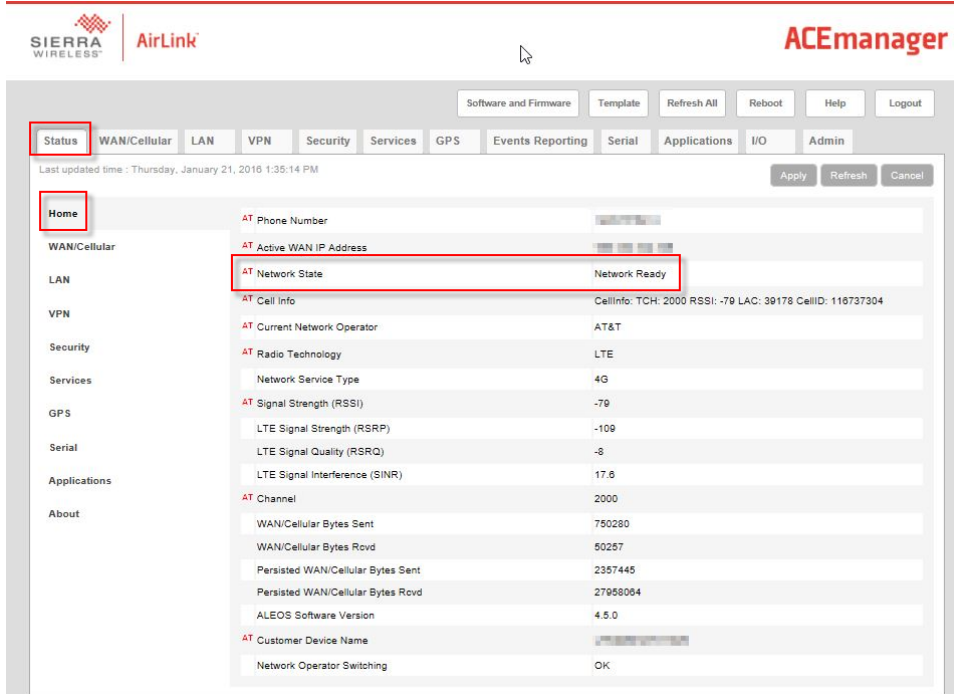 SIERRA WIRELESS AirLink ACEmanager
Software and Firmware Template Refresh All Reboot Help Logout
Status WAN/Cellular LAN VPN Security Services GPS Events Reporting Serial Applications I/O Admin
Last updated time : Thursday, January 21, 2016 1:35:14 PM Apply Refresh Cancel
Home
WAN/Cellular
LAN
VPN
Security
Services
GPS
Serial
Applications
About
AT Phone Number
AT Active WAN IP Address
AT Network State Network Ready
AT Cell Info CellInfo: TCH: 2000 RSSI: -79 LAC: 39178 CellID: 116737304
AT Current Network Operator AT&T
AT Radio Technology LTE
Network Service Type 4G
AT Signal Strength (RSSI) -79
LTE Signal Strength (RSRP) -109
LTE Signal Quality (RSRQ) -8
LTE Signal Interference (SINR) 17.6
AT Channel 2000
WAN/Cellular Bytes Sent 750280
WAN/Cellular Bytes Rcvd 50257
Persisted WAN/Cellular Bytes Sent 2357445
Persisted WAN/Cellular Bytes Rcvd 27958064
ALEOS Software Version 4.5.0
AT Customer Device Name
Network Operator Switching OK